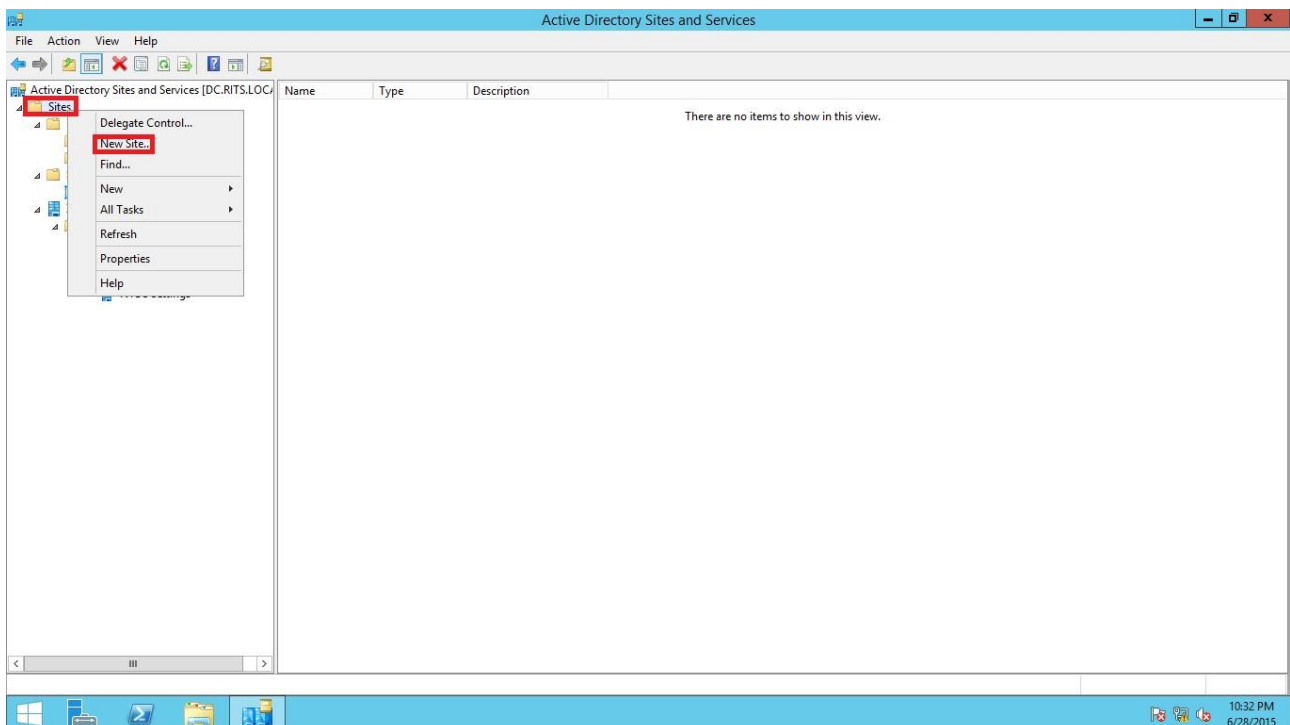 Active Directory Sites and Services
File Action View Help
Active Directory Sites and Services [DC.RITS.LOCA
Name Type Description
Sites
There are no items to show in this view.
Delegate Control...
New Site..
Find...
New
All Tasks
Refresh
Properties
Help
10:32 PM
6/28/2015